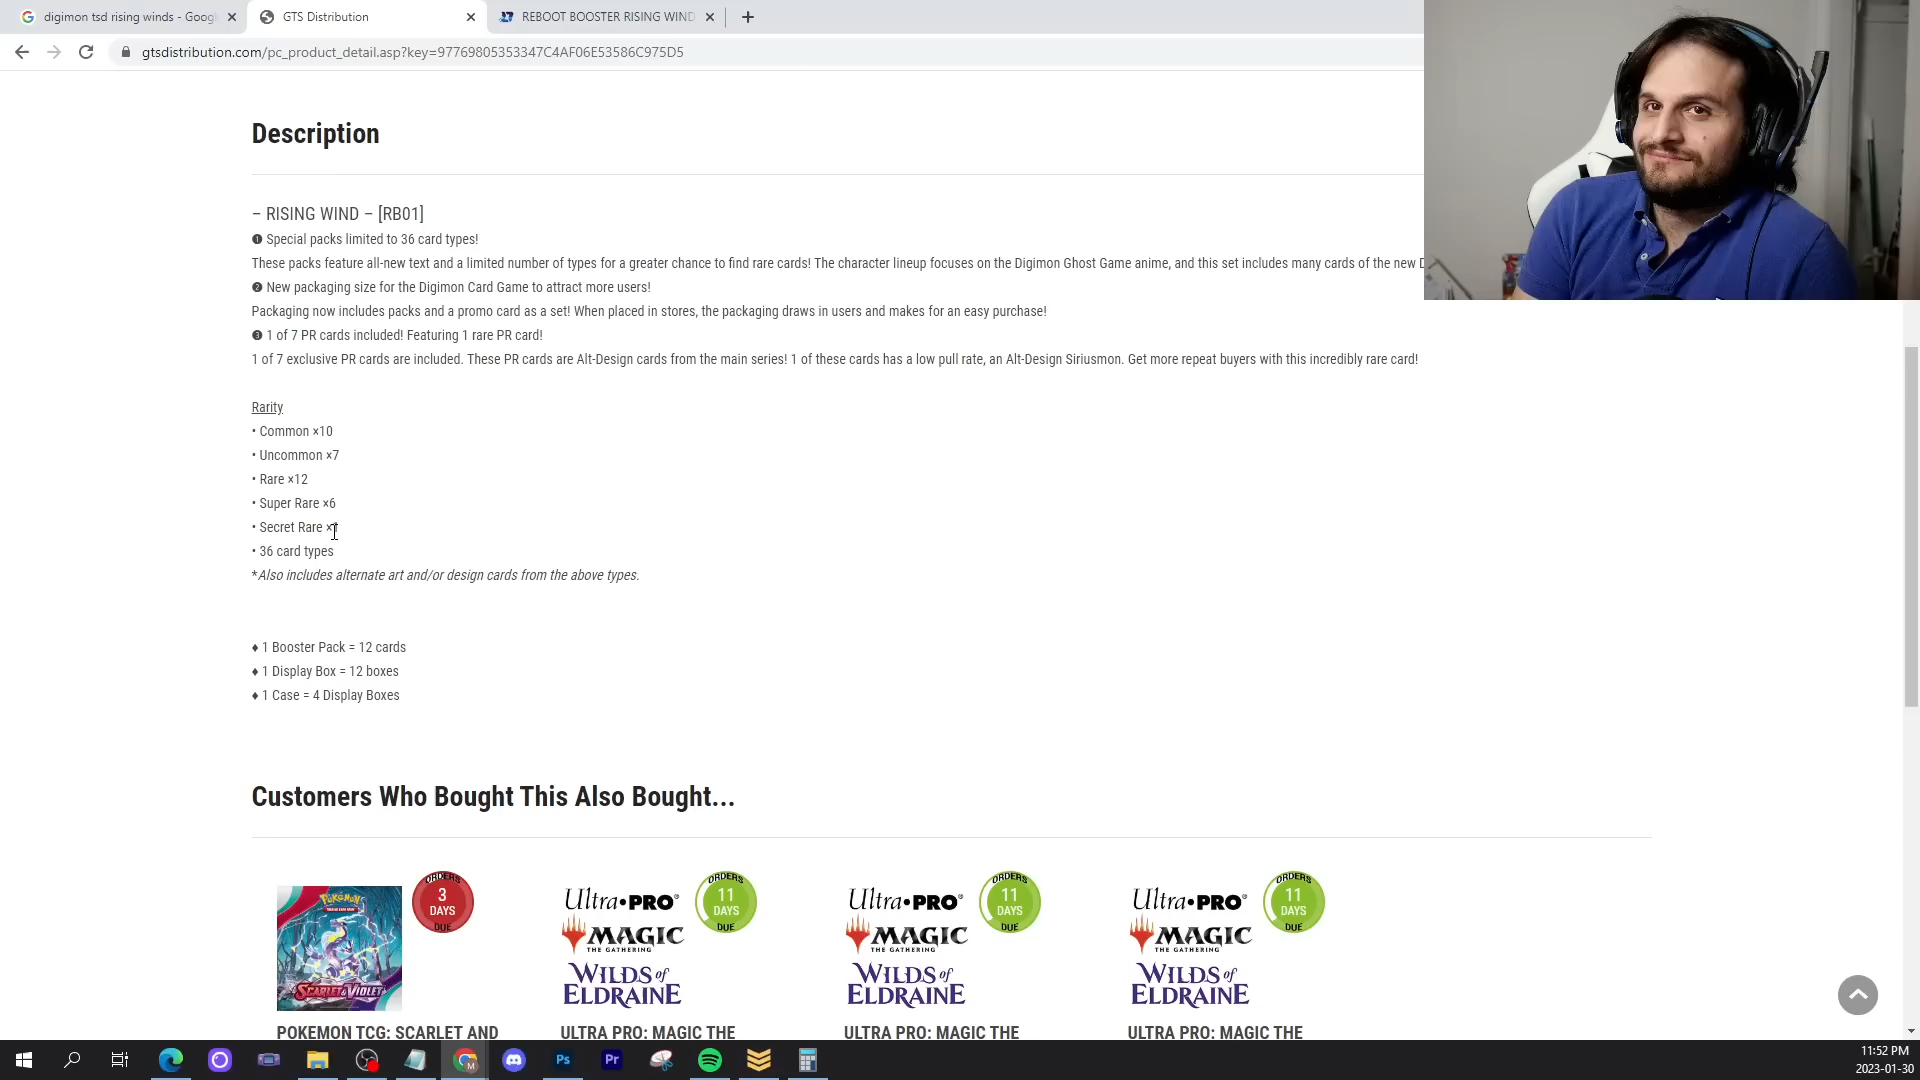 digimon tsd rising winds - Goog
GTS Distribution
REBOOT BOOSTER RISING WIND
gtsdistribution.com/pc_product_detail.asp?key=97769805353347C4AF06E53586C975D5
Description
– RISING WIND – [RB01]
❶ Special packs limited to 36 card types!
These packs feature all-new text and a limited number of types for a greater chance to find rare cards! The character lineup focuses on the Digimon Ghost Game anime, and this set includes many cards of the new
❷ New packaging size for the Digimon Card Game to attract more users!
Packaging now includes packs and a promo card as a set! When placed in stores, the packaging draws in users and makes for an easy purchase!
❸ 1 of 7 PR cards included! Featuring 1 rare PR card!
1 of 7 exclusive PR cards are included. These PR cards are Alt-Design cards from the main series! 1 of these cards has a low pull rate, an Alt-Design Siriusmon. Get more repeat buyers with this incredibly rare card!
Rarity
• Common ×10
• Uncommon ×7
• Rare ×12
• Super Rare ×6
• Secret Rare ×1
• 36 card types
*Also includes alternate art and/or design cards from the above types.
♦ 1 Booster Pack = 12 cards
♦ 1 Display Box = 12 boxes
♦ 1 Case = 4 Display Boxes
Customers Who Bought This Also Bought...
POKéMON
SCARLET & VIOLET
ORDERS
3
DAYS
DUE
Ultra•PRO
MAGIC
THE GATHERING
WILDS of
ELDRAINE
ORDERS
11
DAYS
DUE
Ultra•PRO
MAGIC
THE GATHERING
WILDS of
ELDRAINE
ORDERS
11
DAYS
DUE
Ultra•PRO
MAGIC
THE GATHERING
WILDS of
ELDRAINE
ORDERS
11
DAYS
DUE
POKEMON TCG: SCARLET AND
ULTRA PRO: MAGIC THE
ULTRA PRO: MAGIC THE
ULTRA PRO: MAGIC THE
M
Ps
Pr
11:52 PM
2023-01-30